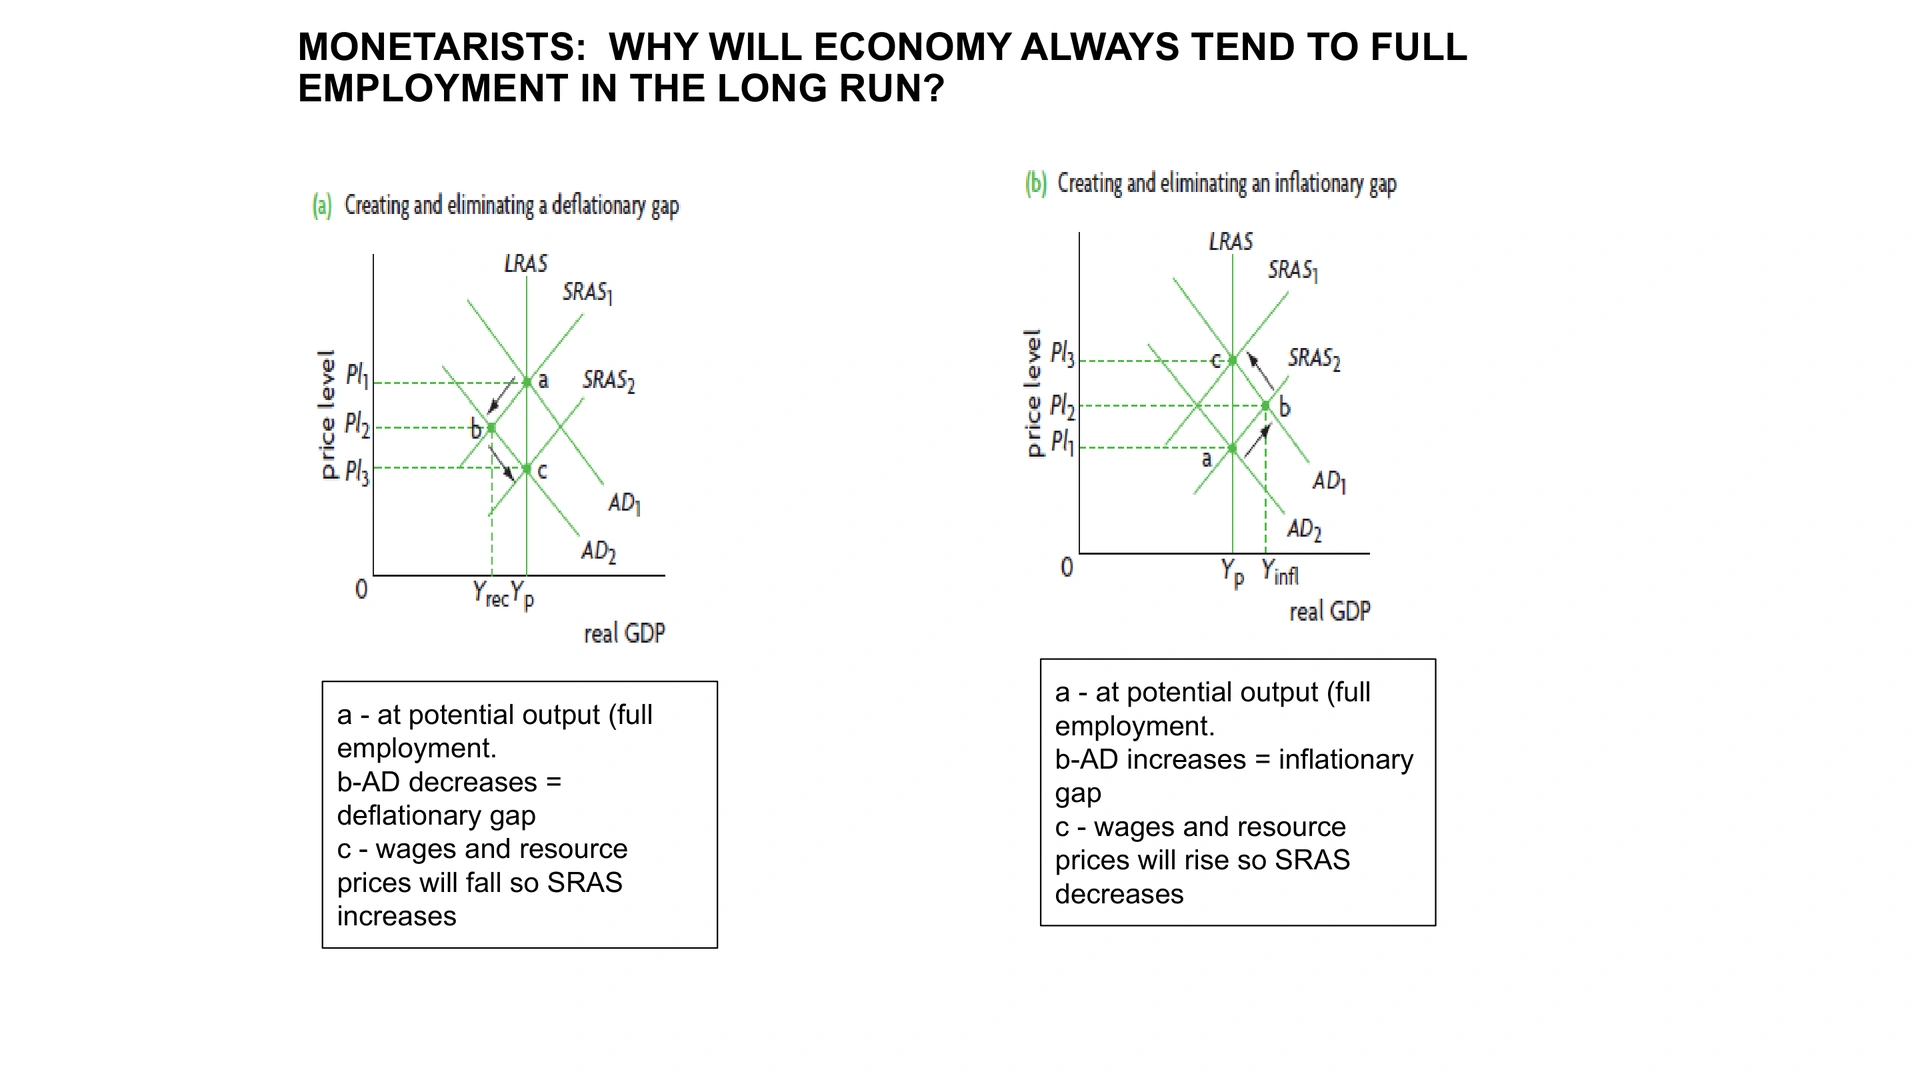 MONETARISTS:  WHY WILL ECONOMY ALWAYS TEND TO FULL
EMPLOYMENT IN THE LONG RUN?
(a) Creating and eliminating a deflationary gap
LRAS
SRAS1
Pl1
a
SRAS2
price level
Pl2
b
Pl3
c
AD1
AD2
0
Yrec
Yp
real GDP
a - at potential output (full
employment.
b-AD decreases =
deflationary gap
c - wages and resource
prices will fall so SRAS
increases
(b) Creating and eliminating an inflationary gap
LRAS
SRAS1
Pl3
c
SRAS2
price level
Pl2
b
Pl1
a
AD1
AD2
0
Yp
Yinfl
real GDP
a - at potential output (full
employment.
b-AD increases = inflationary
gap
c - wages and resource
prices will rise so SRAS
decreases